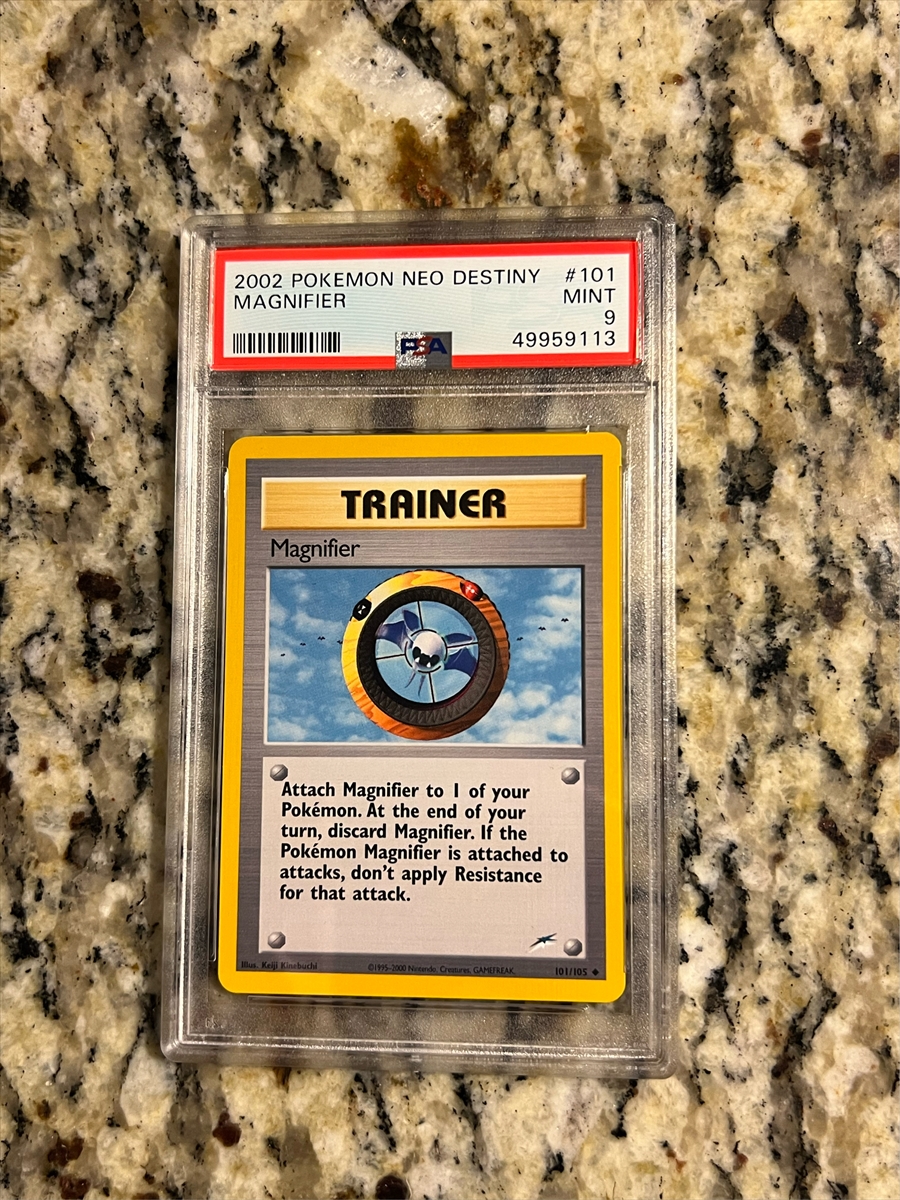 2002 POKEMON NEO DESTINY #101
MAGNIFIER MINT
9
49959113
PSA
TRAINER
Magnifier
Attach Magnifier to 1 of your
Pokémon. At the end of your
turn, discard Magnifier. If the
Pokémon Magnifier is attached to
attacks, don't apply Resistance
for that attack.
Illus. Keiji Kinebuchi ©1995-2000 Nintendo, Creatures, GAMEFREAK. 101/105